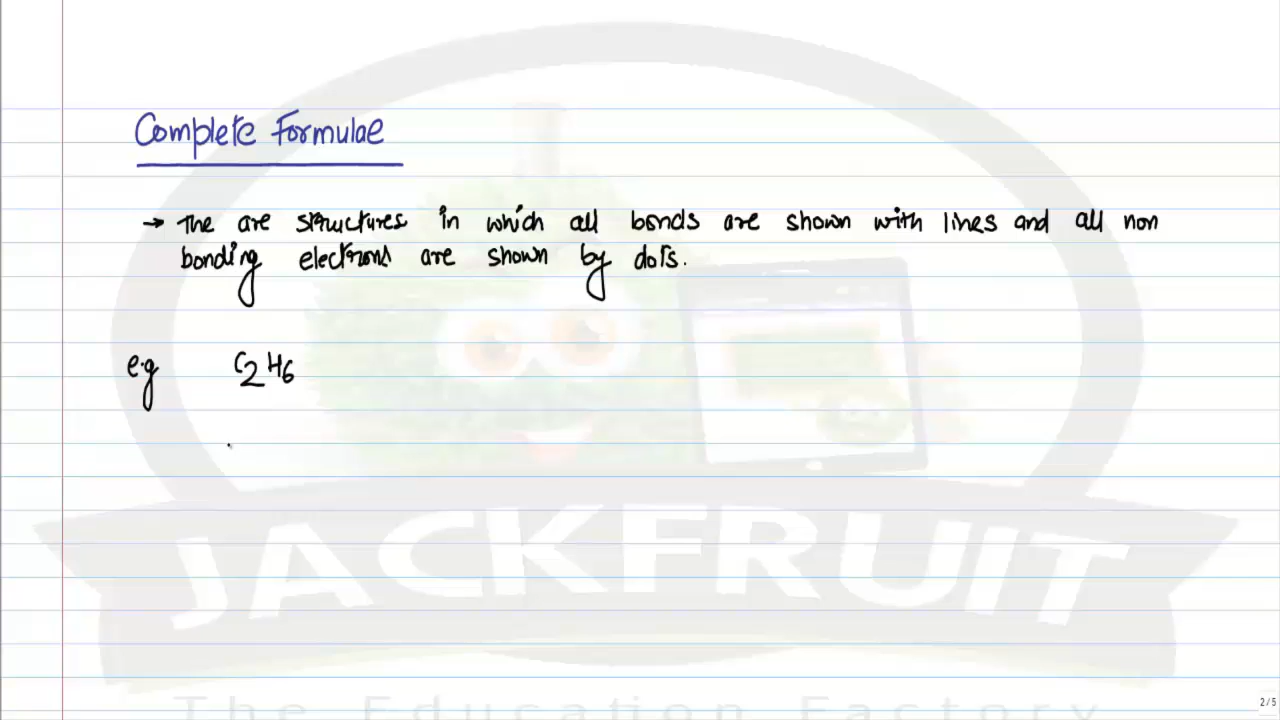 Complete Formulae
→ The are structures in which all bonds are shown with lines and all non
bonding electrons are shown by dots.
e.g C2H6
JACKFRUIT
The Education Factory
2/5